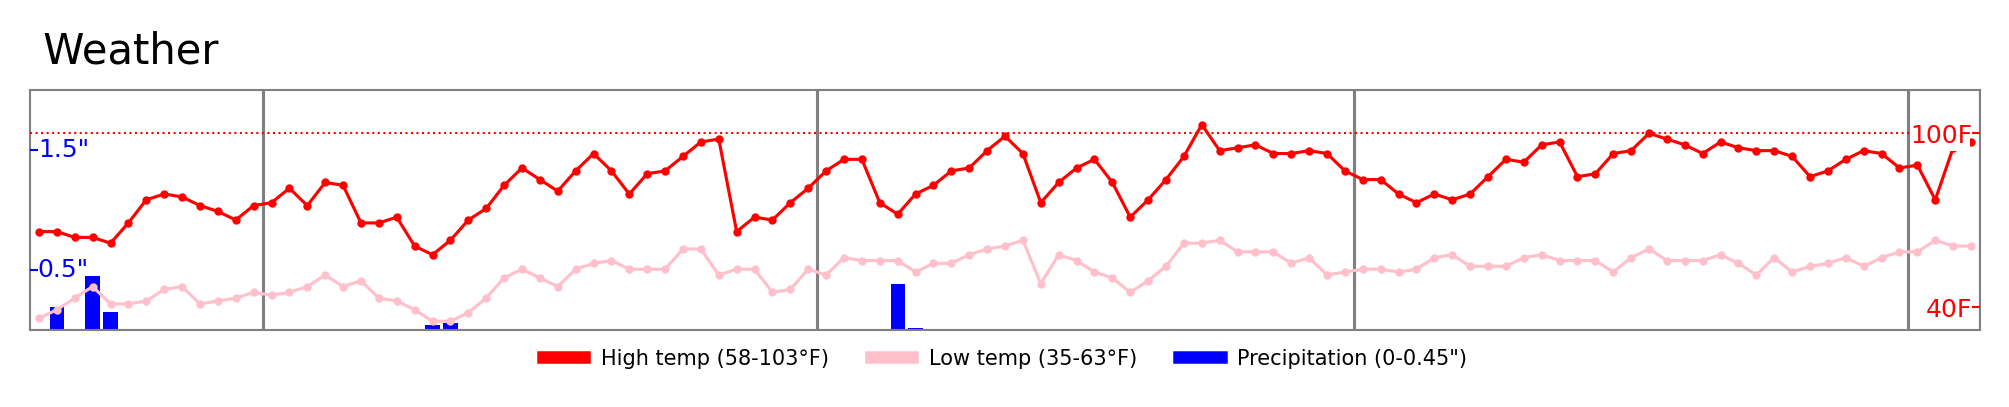 Weather
1.5"
100F
0.5"
40F
High temp (58-103°F) Low temp (35-63°F) Precipitation (0-0.45")